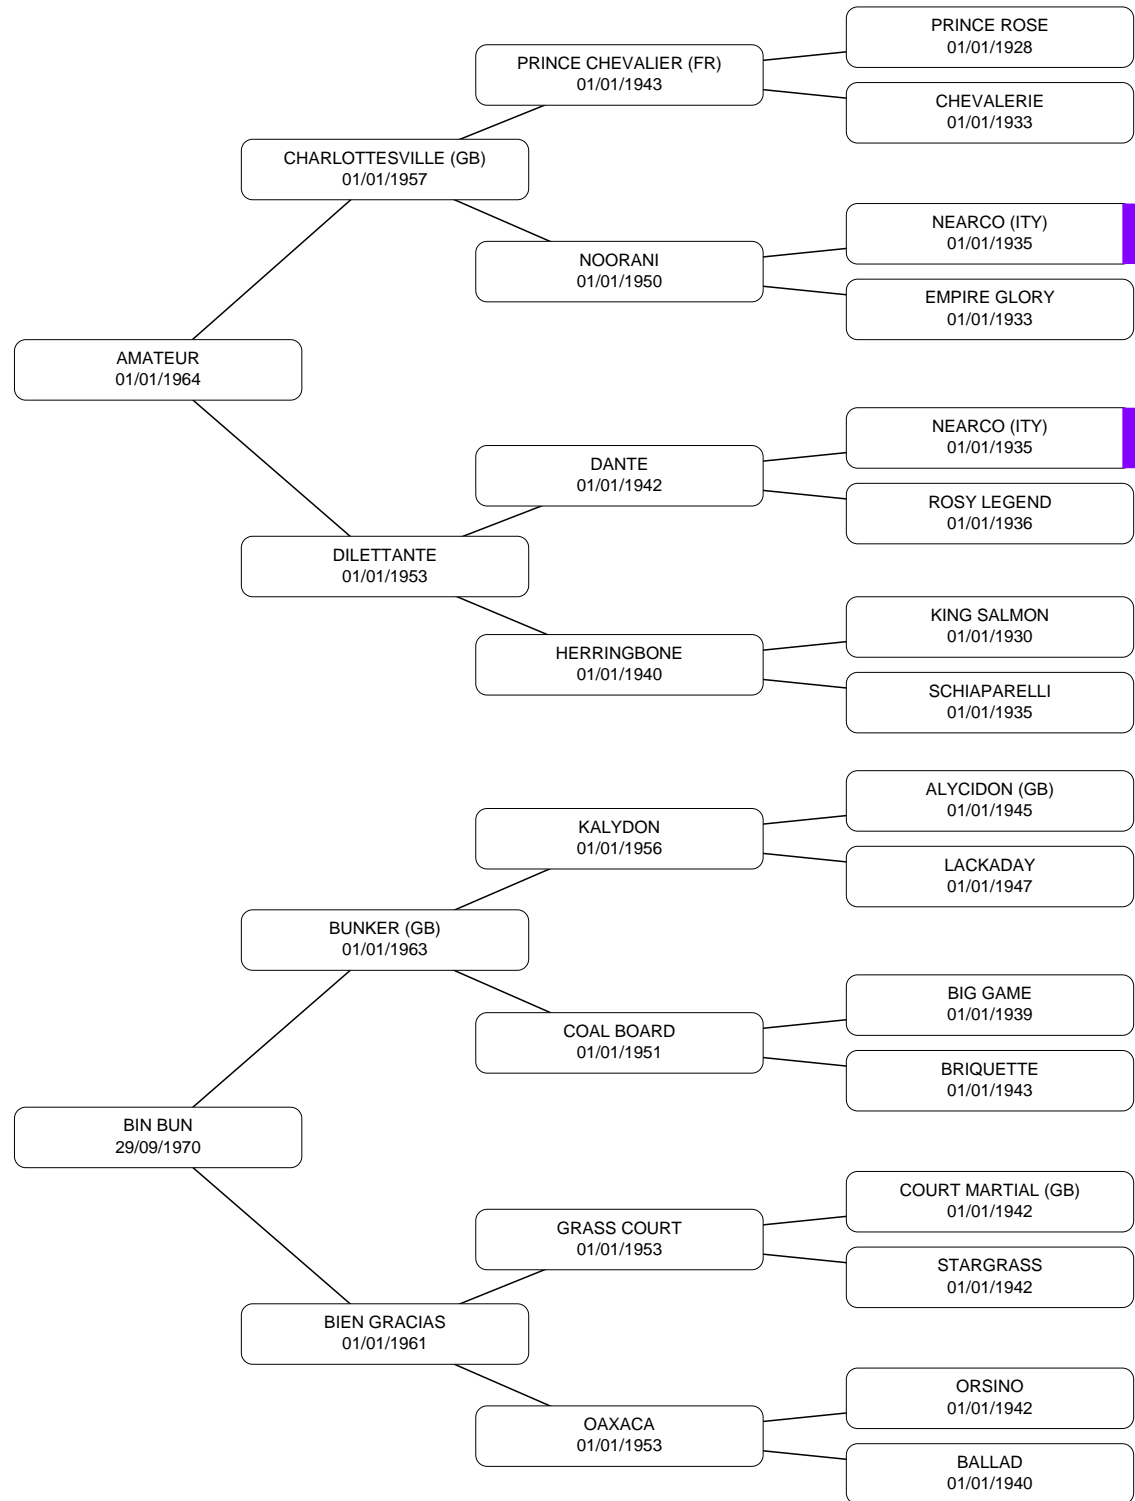 PRINCE ROSE
01/01/1928
PRINCE CHEVALIER (FR)
01/01/1943
CHEVALERIE
01/01/1933
CHARLOTTESVILLE (GB)
01/01/1957
NEARCO (ITY)
01/01/1935
NOORANI
01/01/1950
EMPIRE GLORY
01/01/1933
AMATEUR
01/01/1964
NEARCO (ITY)
01/01/1935
DANTE
01/01/1942
ROSY LEGEND
01/01/1936
DILETTANTE
01/01/1953
KING SALMON
01/01/1930
HERRINGBONE
01/01/1940
SCHIAPARELLI
01/01/1935
ALYCIDON (GB)
01/01/1945
KALYDON
01/01/1956
LACKADAY
01/01/1947
BUNKER (GB)
01/01/1963
BIG GAME
01/01/1939
COAL BOARD
01/01/1951
BRIQUETTE
01/01/1943
BIN BUN
29/09/1970
COURT MARTIAL (GB)
01/01/1942
GRASS COURT
01/01/1953
STARGRASS
01/01/1942
BIEN GRACIAS
01/01/1961
ORSINO
01/01/1942
OAXACA
01/01/1953
BALLAD
01/01/1940